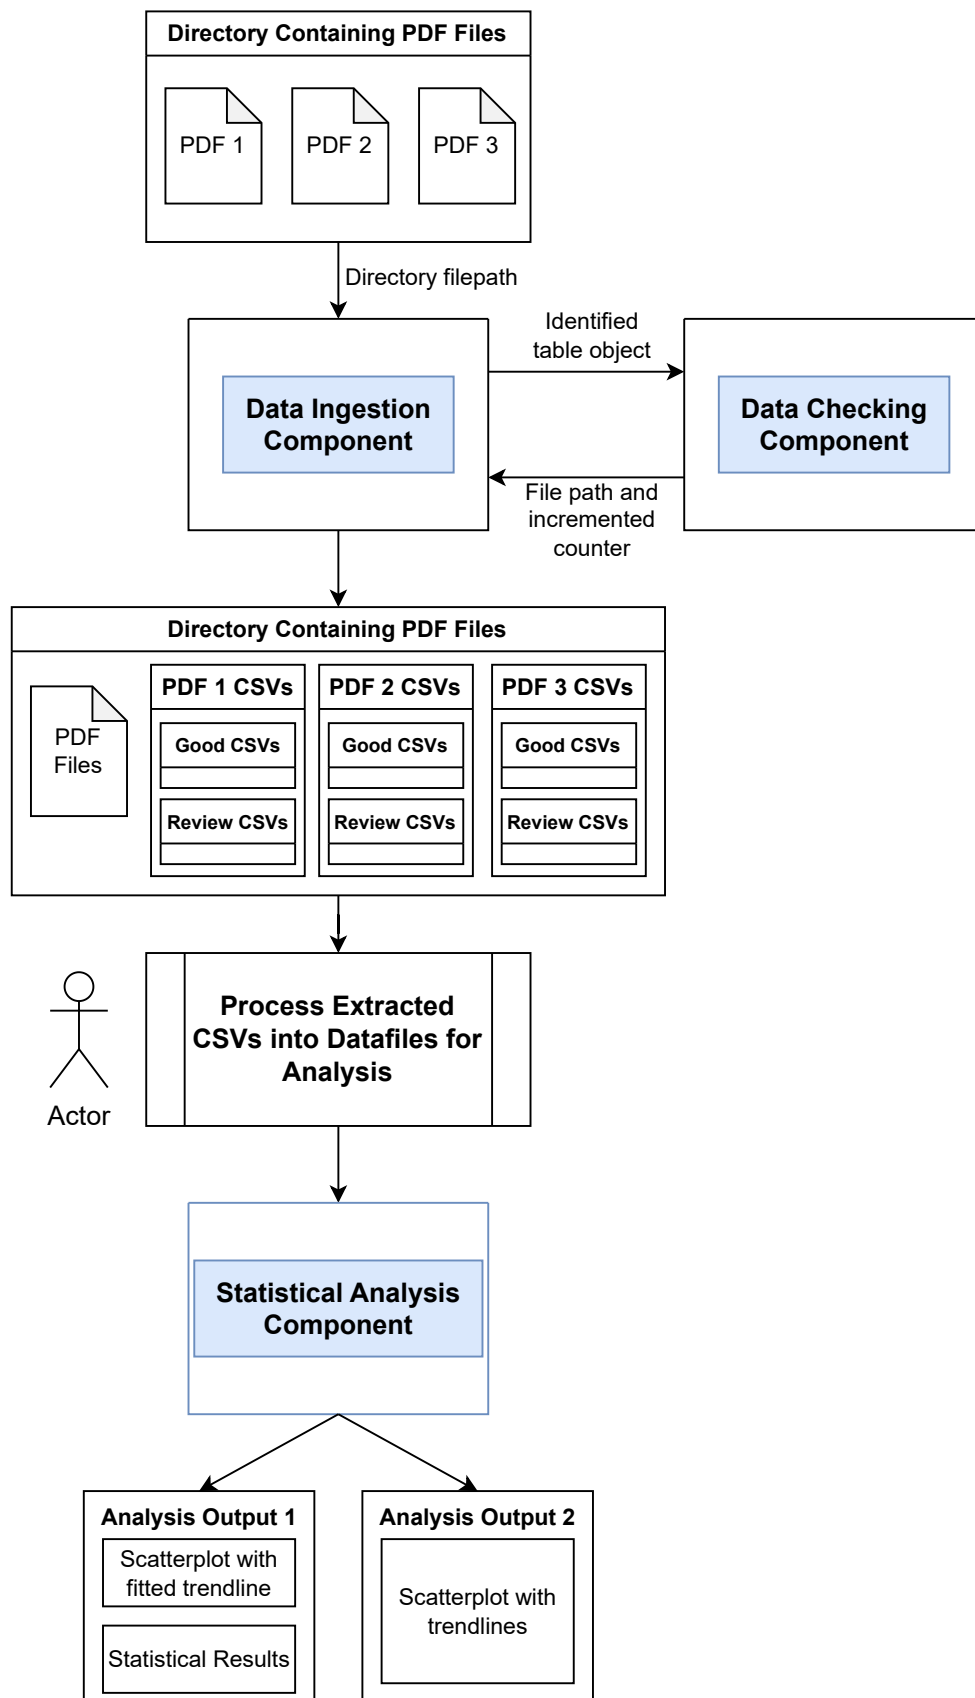 Directory Containing PDF Files
PDF 1
PDF 2
PDF 3
Directory filepath
Identified
table object
Data Ingestion
Component
Data Checking
Component
File path and
incremented
counter
Directory Containing PDF Files
PDF
Files
PDF 1 CSVs
PDF 2 CSVs
PDF 3 CSVs
Good CSVs
Good CSVs
Good CSVs
Review CSVs
Review CSVs
Review CSVs
Process Extracted
CSVs into Datafiles for
Analysis
Actor
Statistical Analysis
Component
Analysis Output 1
Scatterplot with
fitted trendline
Statistical Results
Analysis Output 2
Scatterplot with
trendlines